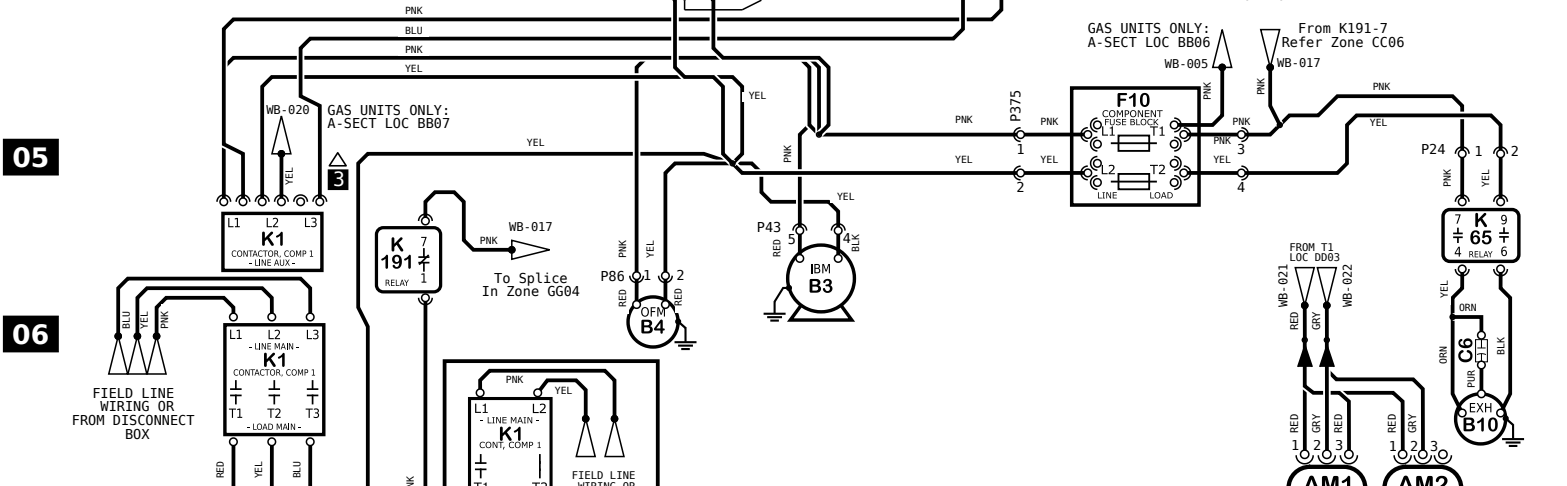 PNK
BLU
PNK
YEL
WB-020
GAS UNITS ONLY:
A-SECT LOC BB07
YEL
3
05
YEL
YEL
L1 L2 L3
K1
CONTACTOR, COMP 1
- LINE AUX -
K
191
7
1
RELAY
PNK
WB-017
To Splice
In Zone GG04
PNK
YEL
P86
1
2
RED
RED
OFM
B4
PNK
YEL
P43
5
4
RED
BLK
IBM
B3
GAS UNITS ONLY:
A-SECT LOC BB06
WB-005
From K191-7
Refer Zone CC06
WB-017
PNK
PNK
P375
PNK
PNK
1
YEL
YEL
2
F10
COMPONENT
FUSE BLOCK
L1 T1
L2 T2
LINE LOAD
PNK
PNK
3
YEL
4
PNK
YEL
P24
1
2
PNK
YEL
7 K 9
65
4 RELAY 6
YEL
ORN
ORN
C6
PUR
BLK
EXH
B10
FROM T1
LOC DD03
WB-021
WB-022
RED
GRY
RED
GRY
RED
RED
GRY
1 2 3
1 2 3
AM1
AM2
06
BLU
YEL
PNK
FIELD LINE
WIRING OR
FROM DISCONNECT
BOX
L1 L2 L3
- LINE MAIN -
K1
CONTACTOR, COMP 1
T1 T2 T3
- LOAD MAIN -
RED
YEL
BLU
PNK
YEL
L1 L2
- LINE MAIN -
K1
CONT, COMP 1
T1 T2
FIELD LINE
WIRING OR